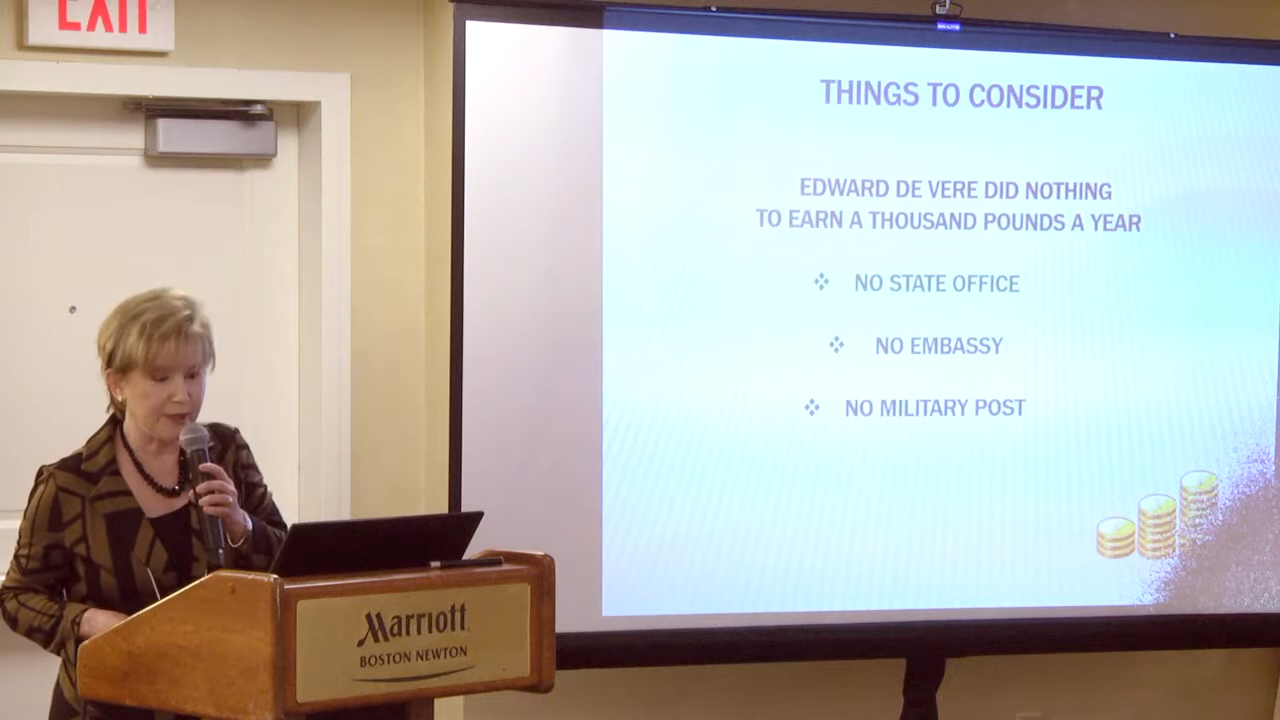 EXIT
THINGS TO CONSIDER
EDWARD DE VERE DID NOTHING
TO EARN A THOUSAND POUNDS A YEAR
❖ NO STATE OFFICE
❖ NO EMBASSY
❖ NO MILITARY POST
Marriott
BOSTON NEWTON